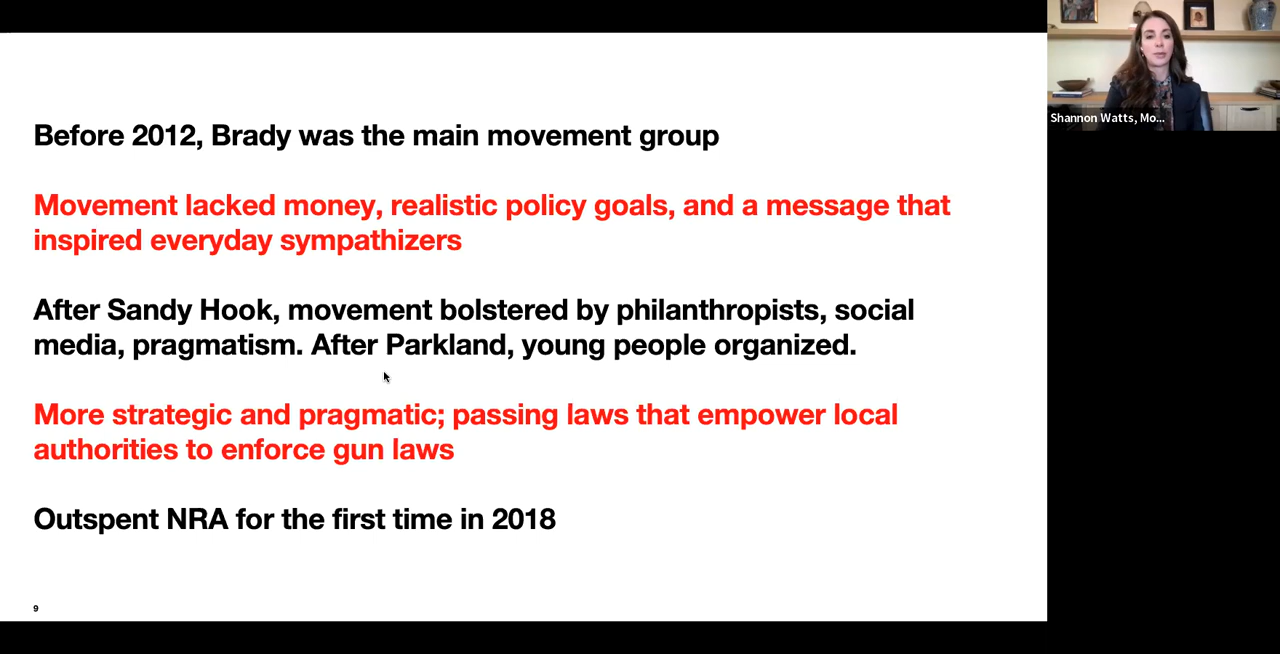 Before 2012, Brady was the main movement group
Movement lacked money, realistic policy goals, and a message that
inspired everyday sympathizers
After Sandy Hook, movement bolstered by philanthropists, social
media, pragmatism. After Parkland, young people organized.
More strategic and pragmatic; passing laws that empower local
authorities to enforce gun laws
Outspent NRA for the first time in 2018
9
Shannon Watts, Mo...